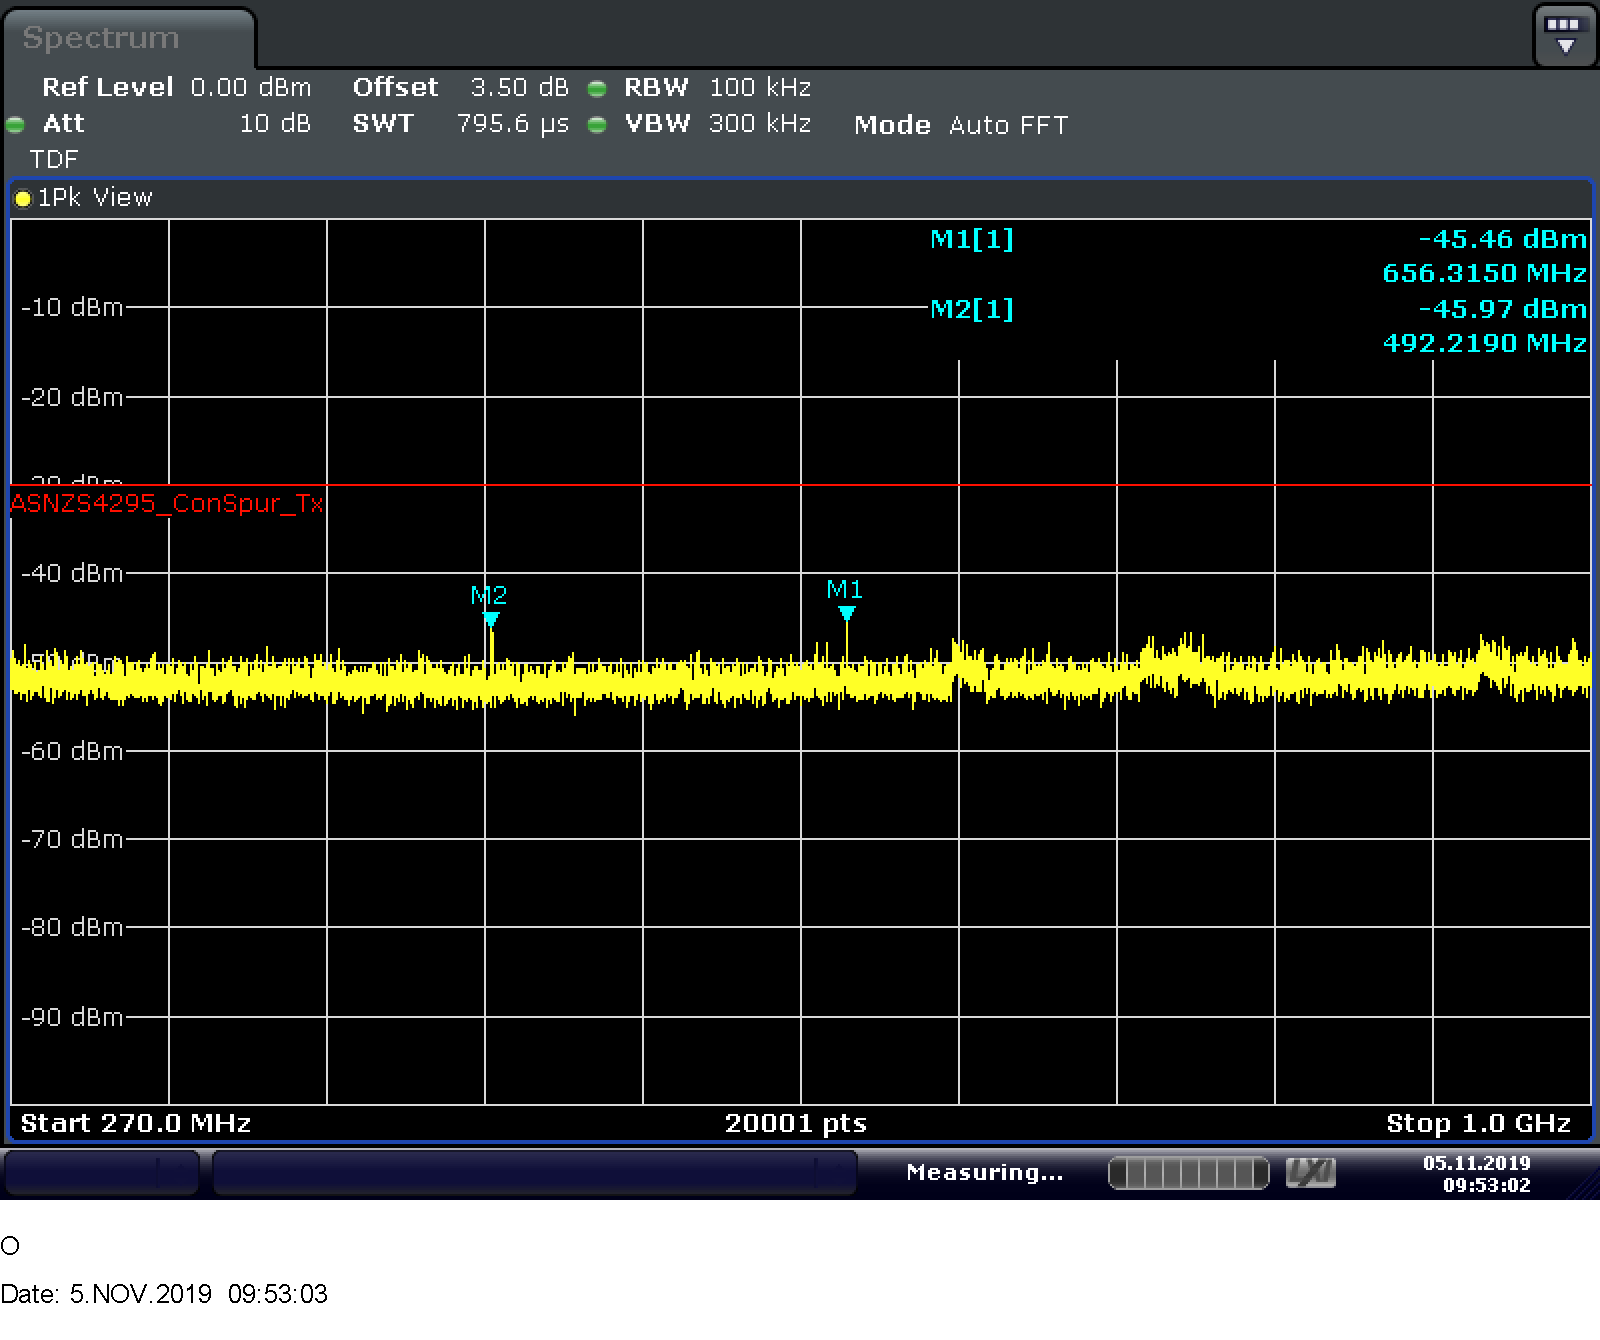 Spectrum
Ref Level 0.00 dBm Offset 3.50 dB RBW 100 kHz
Att 10 dB SWT 795.6 µs VBW 300 kHz Mode Auto FFT
TDF
1Pk View
M1[1] -45.46 dBm
656.3150 MHz
-10 dBm
M2[1] -45.97 dBm
492.2190 MHz
-20 dBm
ASNZS4295_ConSpur_Tx
-40 dBm
M2
M1
-60 dBm
-70 dBm
-80 dBm
-90 dBm
Start 270.0 MHz 20001 pts Stop 1.0 GHz
Measuring...
LXI
05.11.2019
09:53:02
O
Date: 5.NOV.2019 09:53:03